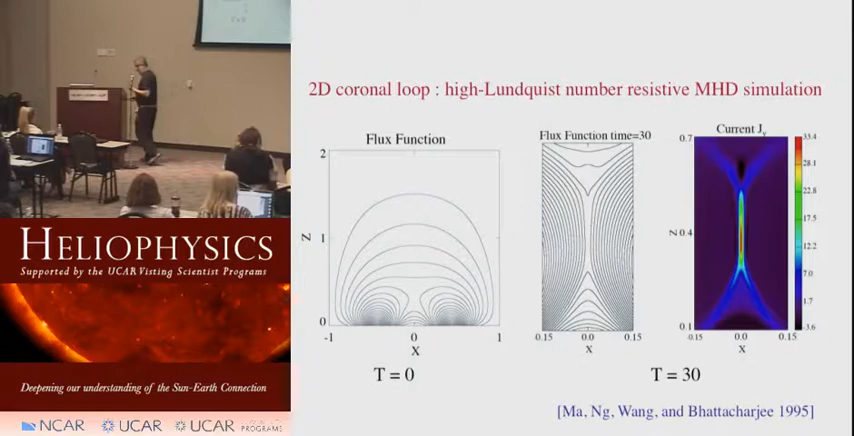 HELIOPHYSICS
Supported by the UCAR Visting Scientist Programs
Deepening our understanding of the Sun-Earth Connection
NCAR UCAR UCAR PROGRAMS
2D coronal loop : high-Lundquist number resistive MHD simulation
Flux Function
2
1
0
Z
-1 0 1
X
T = 0
Flux Function time=30
0.15 0.0 0.15
X
Current Jy
0.7
Z 0.4
0.1
0.15 0.0 0.15
X
33.4
28.1
22.8
17.5
12.2
7.0
1.7
-3.6
T = 30
[Ma, Ng, Wang, and Bhattacharjee 1995]